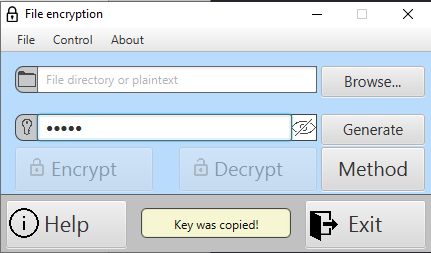 File encryption
File Control About
File directory or plaintext
Browse...
•••••
Generate
Encrypt Decrypt Method
Help Key was copied! Exit